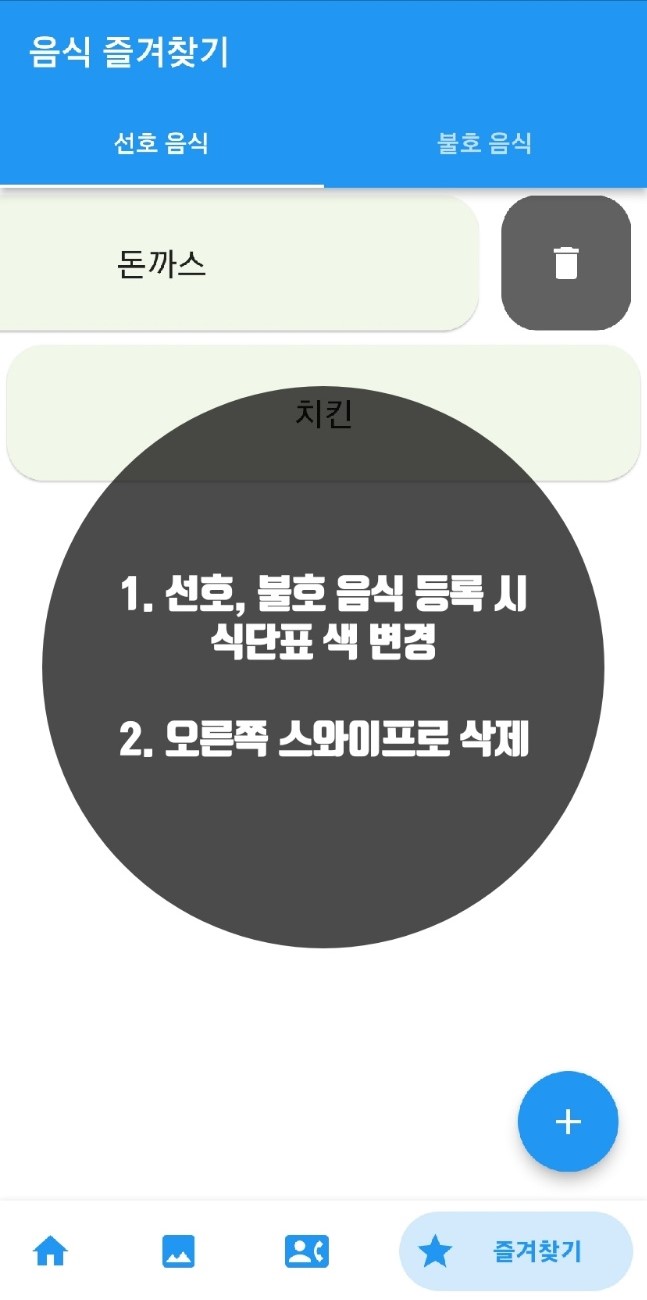 음식 즐겨찾기
선호 음식
불호 음식
돈까스
치킨
1. 선호, 불호 음식 등록 시
식단표 색 변경
2. 오른쪽 스와이프로 삭제
즐겨찾기